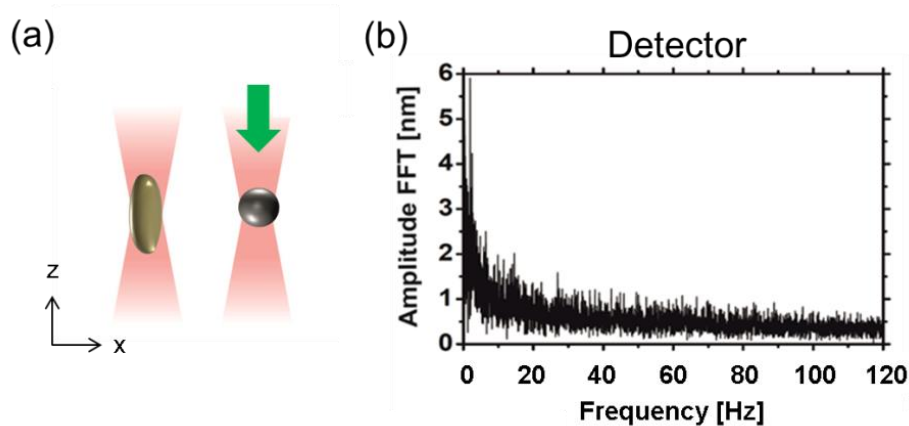 (a)
z
x
(b)
Detector
Amplitude FFT [nm]
6
5
4
3
2
1
0
0 20 40 60 80 100 120
Frequency [Hz]